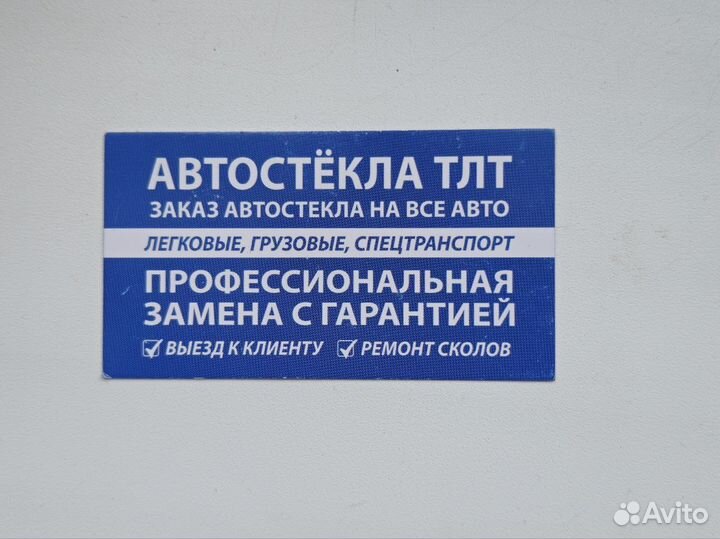 АВТОСТЁКЛА ТЛТ
ЗАКАЗ АВТОСТЕКЛА НА ВСЕ АВТО
ЛЕГКОВЫЕ, ГРУЗОВЫЕ, СПЕЦТРАНСПОРТ
ПРОФЕССИОНАЛЬНАЯ
ЗАМЕНА С ГАРАНТИЕЙ
ВЫЕЗД К КЛИЕНТУ РЕМОНТ СКОЛОВ
Avito